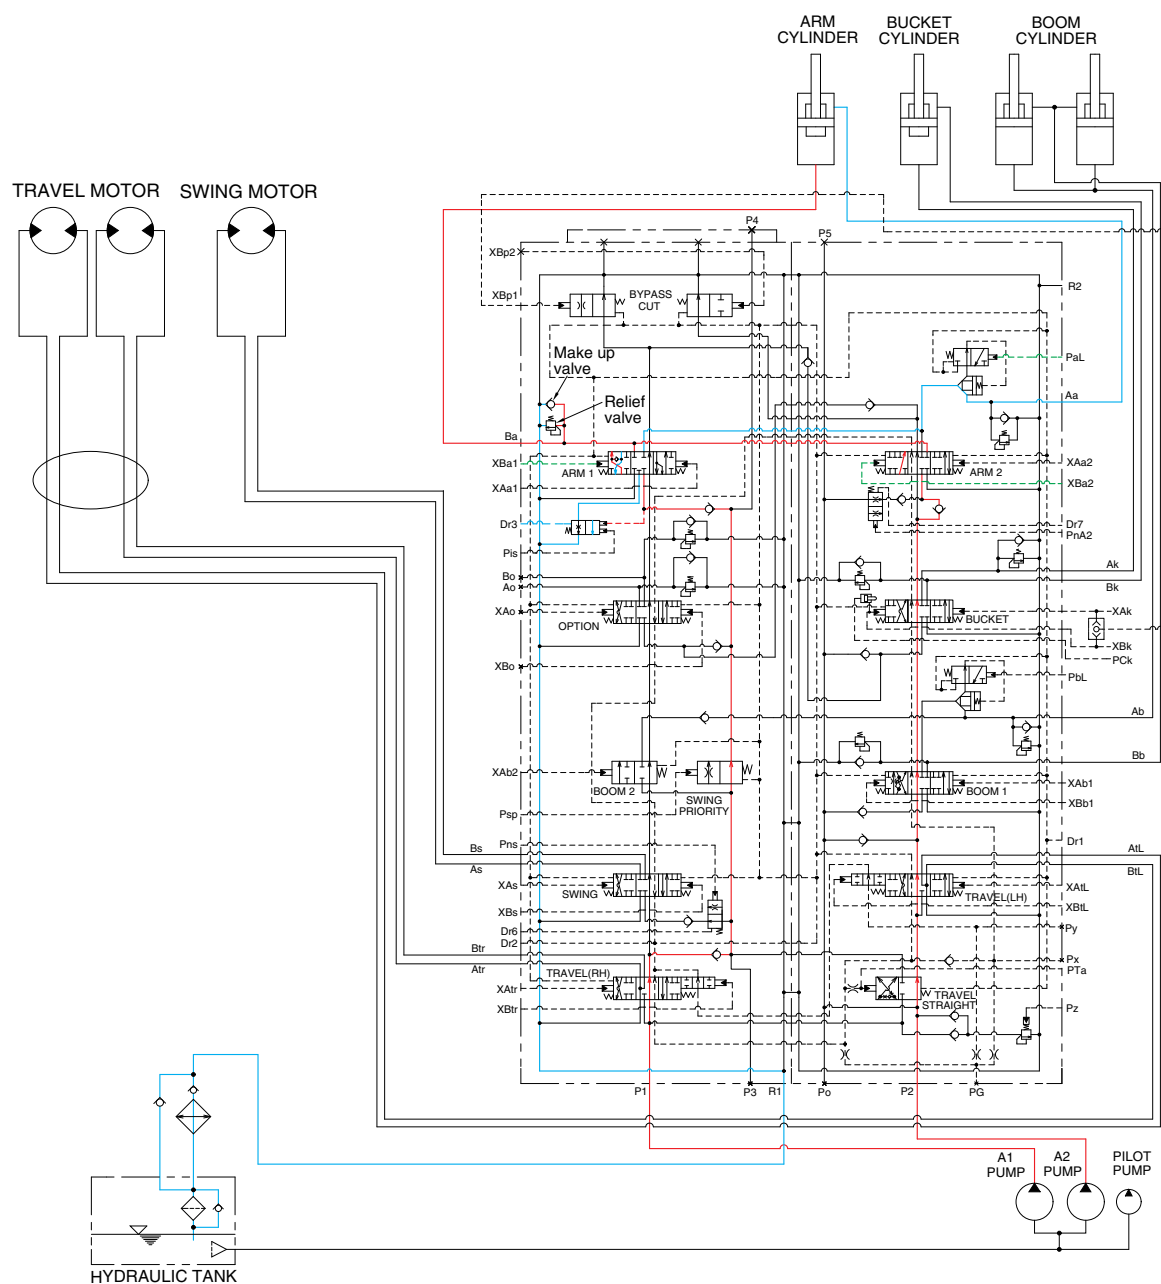 ARM
CYLINDER
BUCKET
CYLINDER
BOOM
CYLINDER
TRAVEL MOTOR
SWING MOTOR
P4
P5
XBp2
XBp1
BYPASS
CUT
R2
PaL
Aa
Make up
valve
Relief
valve
Ba
XBa1
ARM 1
XAa1
ARM 2
XAa2
XBa2
Dr3
Pis
Dr7
PnA2
Bo
Ao
Ak
Bk
XAo
OPTION
XBo
BUCKET
XAk
XBk
PCk
PbL
Ab
Bb
XAb2
BOOM 2
SWING
PRIORITY
BOOM 1
XAb1
XBb1
Psp
Pns
Dr1
Bs
As
AtL
BtL
XAs
SWING
XBs
TRAVEL(LH)
XAtL
XBtL
Dr6
Dr2
Py
Btr
Atr
TRAVEL(RH)
Px
PTa
XAtr
XBtr
TRAVEL
STRAIGHT
Pz
P1
P3
R1
Po
P2
PG
A1
PUMP
A2
PUMP
PILOT
PUMP
HYDRAULIC TANK